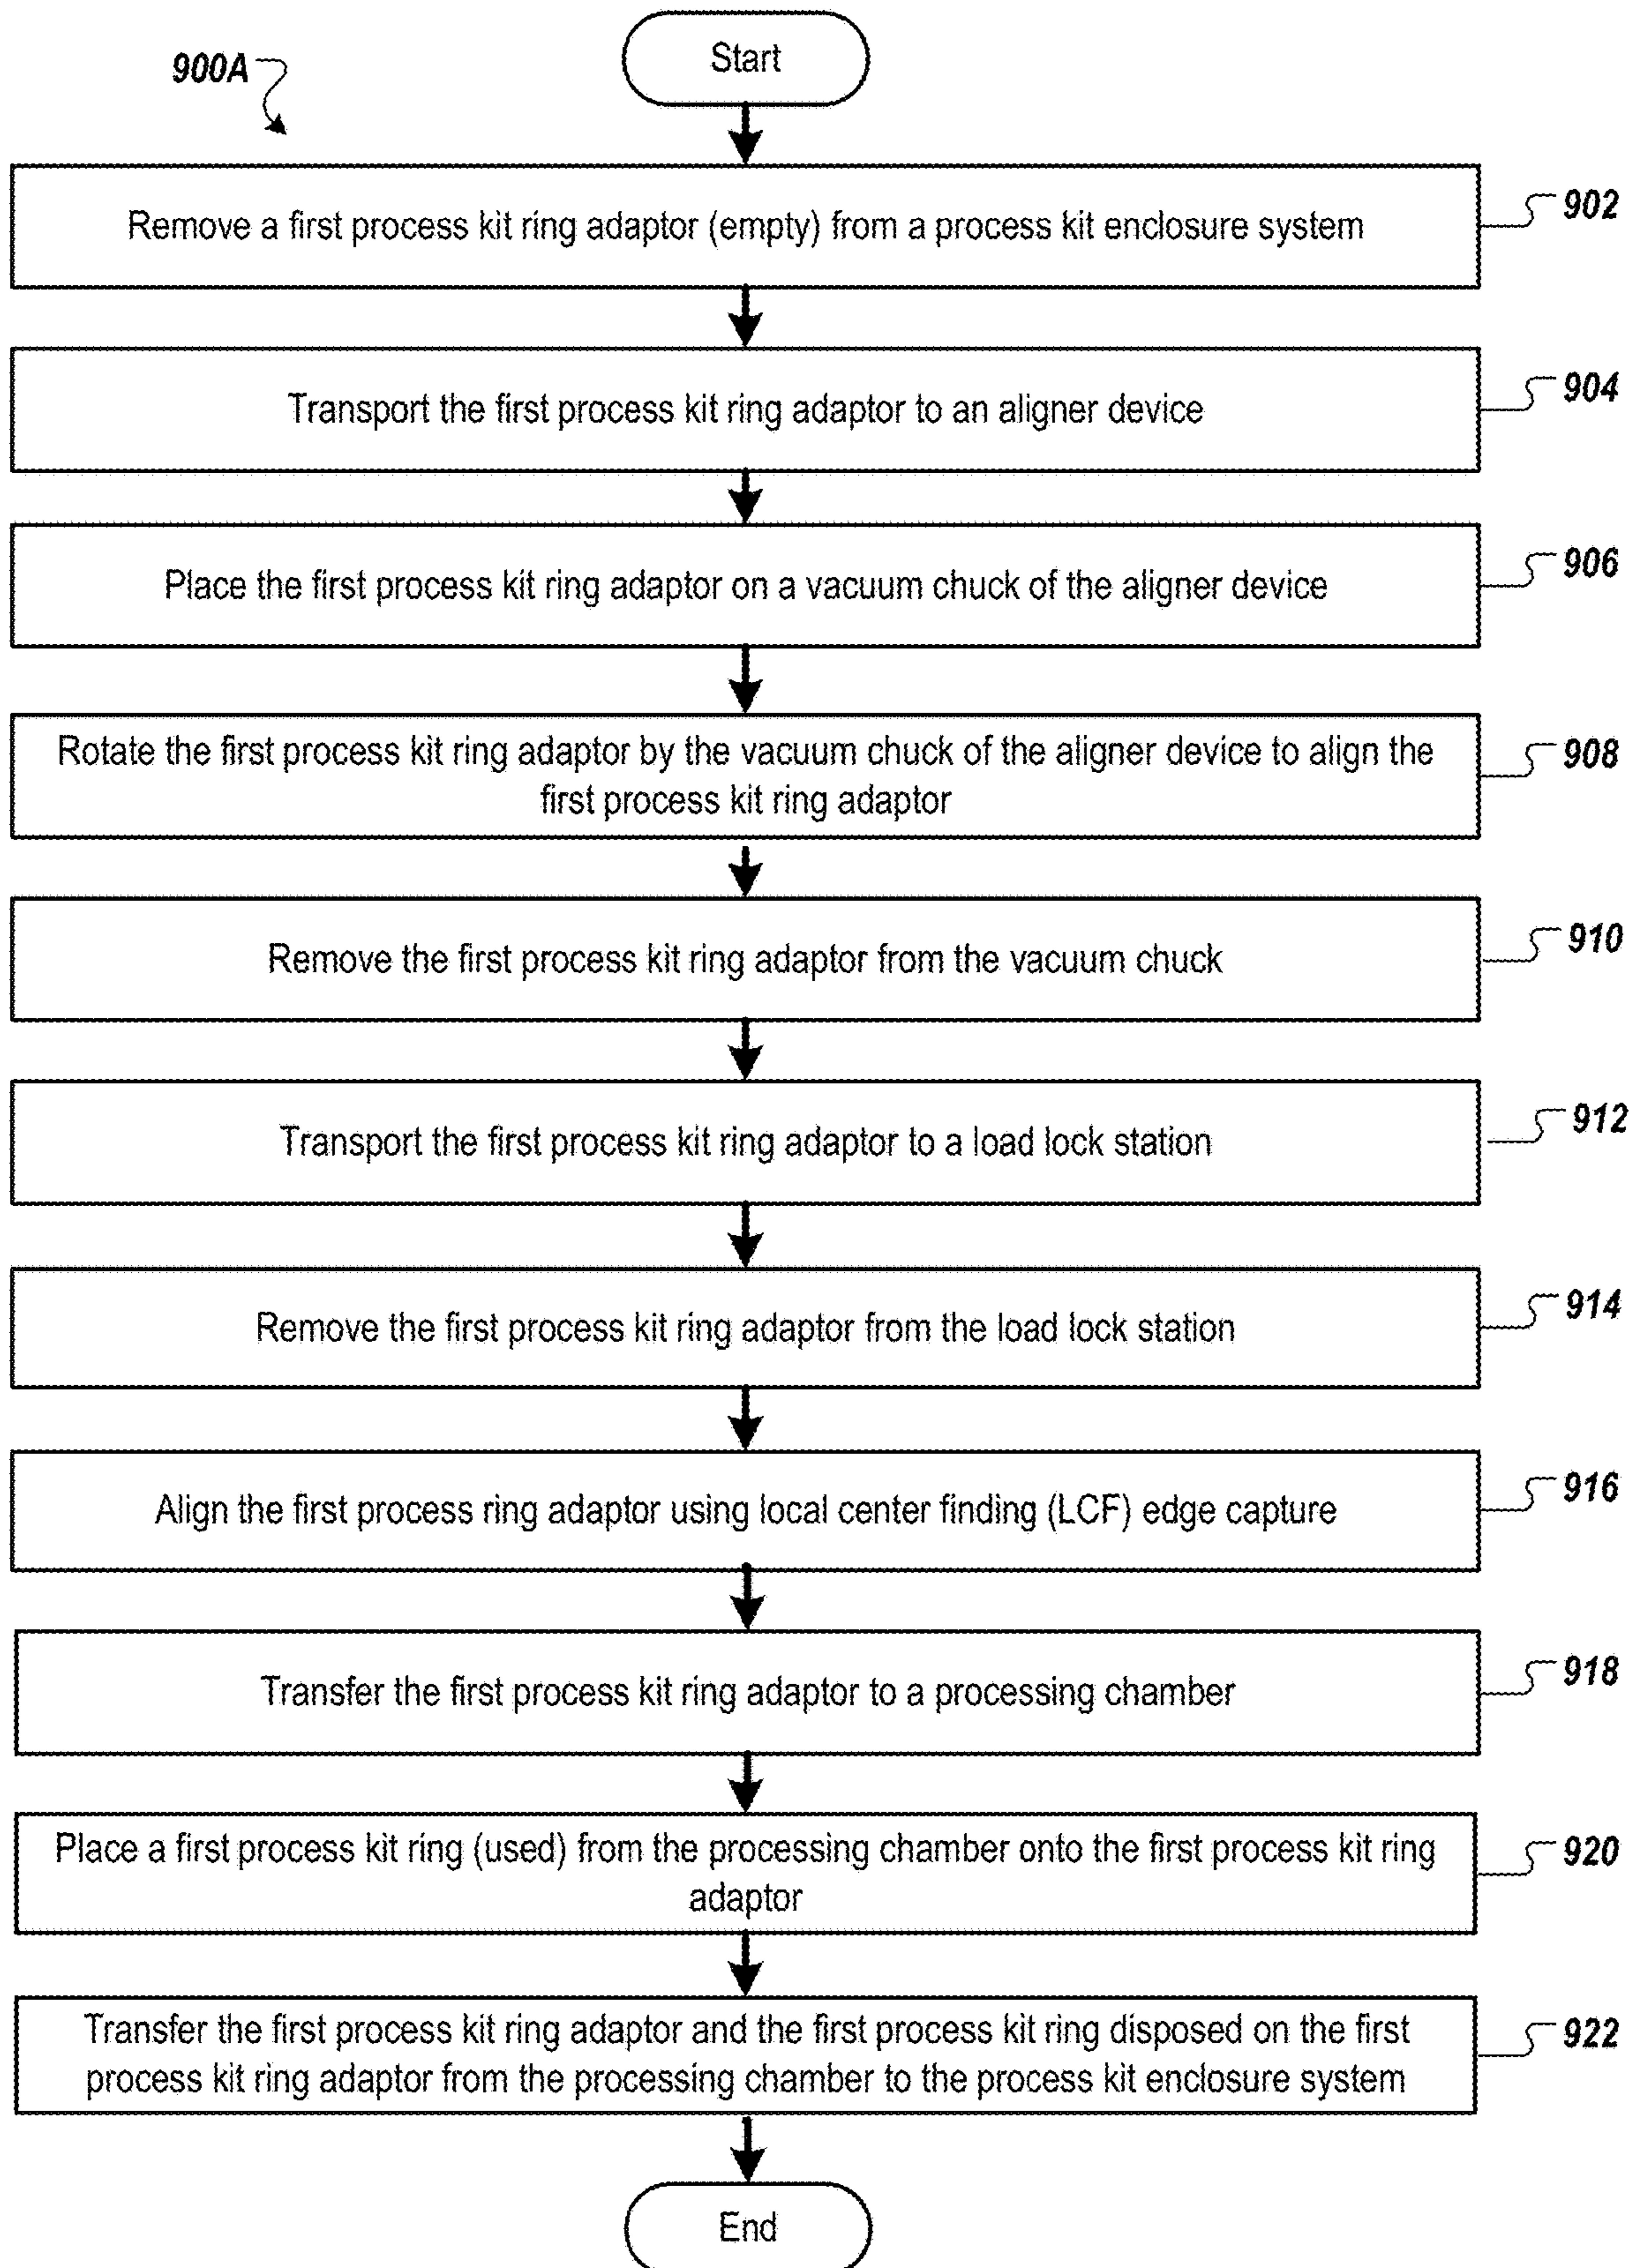 Start
900A
Remove a first process kit ring adaptor (empty) from a process kit enclosure system
902
Transport the first process kit ring adaptor to an aligner device
904
Place the first process kit ring adaptor on a vacuum chuck of the aligner device
906
Rotate the first process kit ring adaptor by the vacuum chuck of the aligner device to align the
first process kit ring adaptor
908
Remove the first process kit ring adaptor from the vacuum chuck
910
Transport the first process kit ring adaptor to a load lock station
912
Remove the first process kit ring adaptor from the load lock station
914
Align the first process ring adaptor using local center finding (LCF) edge capture
916
Transfer the first process kit ring adaptor to a processing chamber
918
Place a first process kit ring (used) from the processing chamber onto the first process kit ring
adaptor
920
Transfer the first process kit ring adaptor and the first process kit ring disposed on the first
process kit ring adaptor from the processing chamber to the process kit enclosure system
922
End